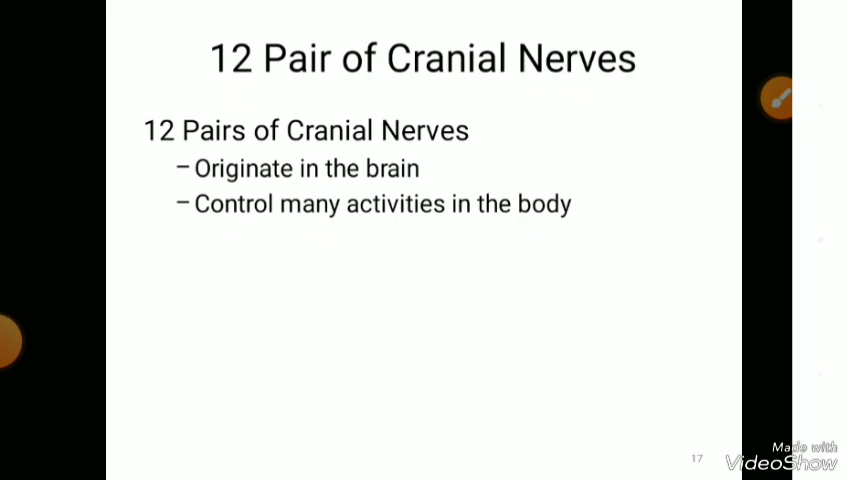 12 Pair of Cranial Nerves
12 Pairs of Cranial Nerves
– Originate in the brain
– Control many activities in the body
17
Made with
VideoShow